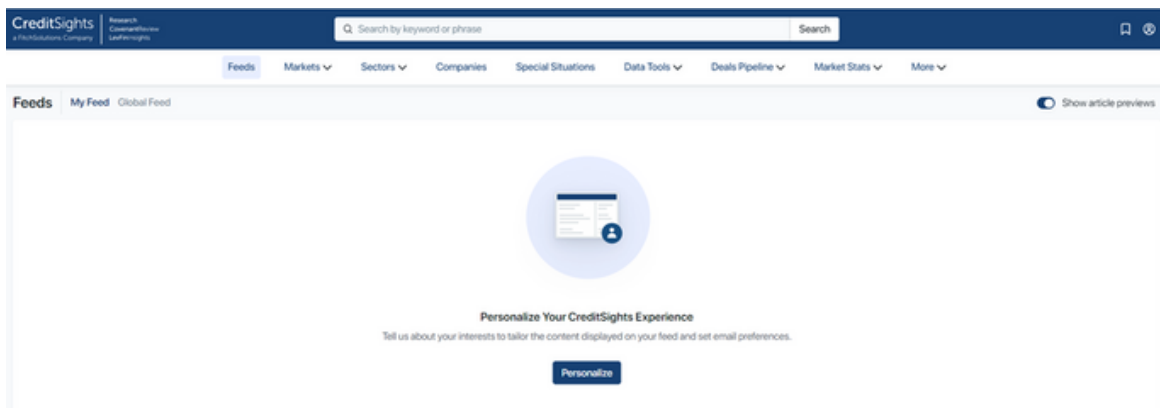 CreditSights
a FitchSolutions Company
Research
CovenantReview
LevFinInsights
Search by keyword or phrase
Search
Feeds Markets Sectors Companies Special Situations Data Tools Deals Pipeline Market Stats More
Feeds My Feed Global Feed Show article previews
Personalize Your CreditSights Experience
Tell us about your interests to tailor the content displayed on your feed and set email preferences.
Personalize